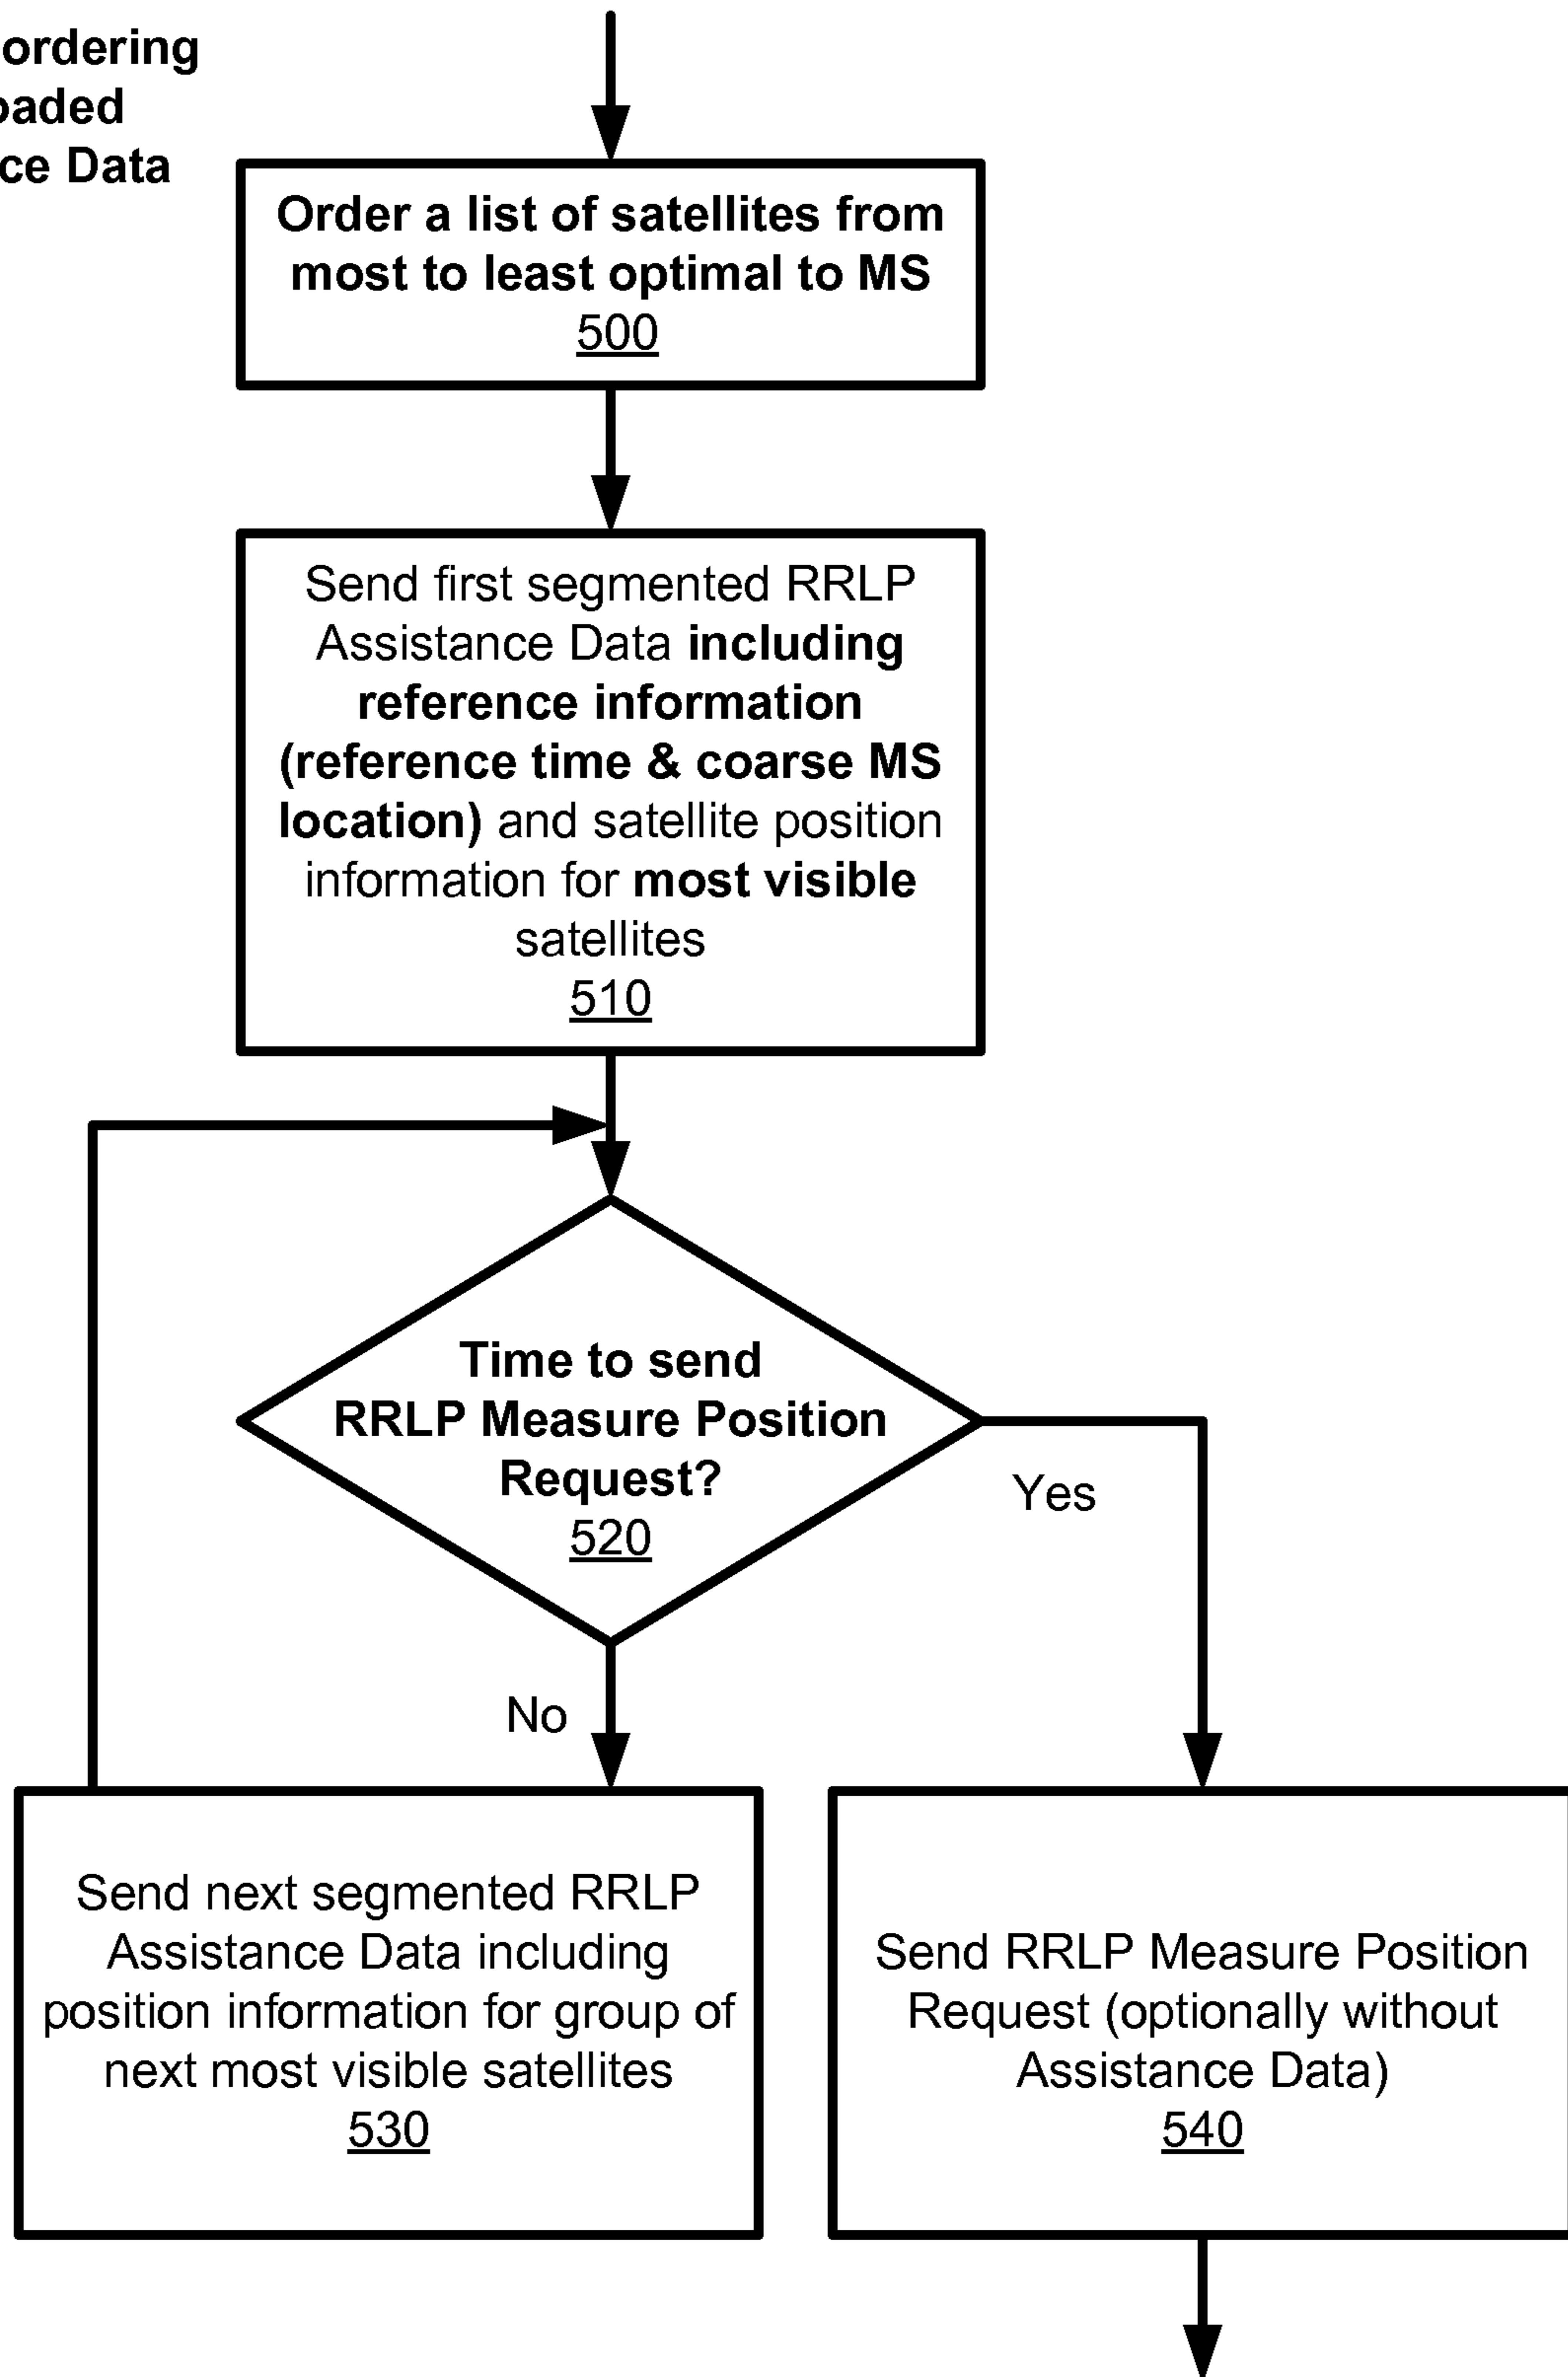 ordering
ce Data
Order a list of satellites from
most to least optimal to MS
500
Send first segmented RRLP
Assistance Data including
reference information
(reference time & coarse MS
location) and satellite position
information for most visible
satellites
510
Time to send
RRLP Measure Position
Request?
520
Yes
No
Send next segmented RRLP
Assistance Data including
position information for group of
next most visible satellites
530
Send RRLP Measure Position
Request (optionally without
Assistance Data)
540